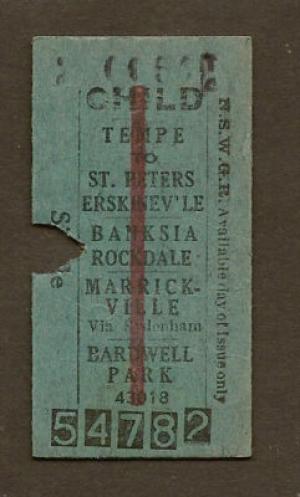 CHILD
TEMPE
TO
ST. PETERS
ERSKINEV'LE
BANKSIA
ROCKDALE
MARRICK-
VILLE
Via Sydenham
BARDWELL
PARK
43018
54782
N.S.W.G.R. Available day of Issue only